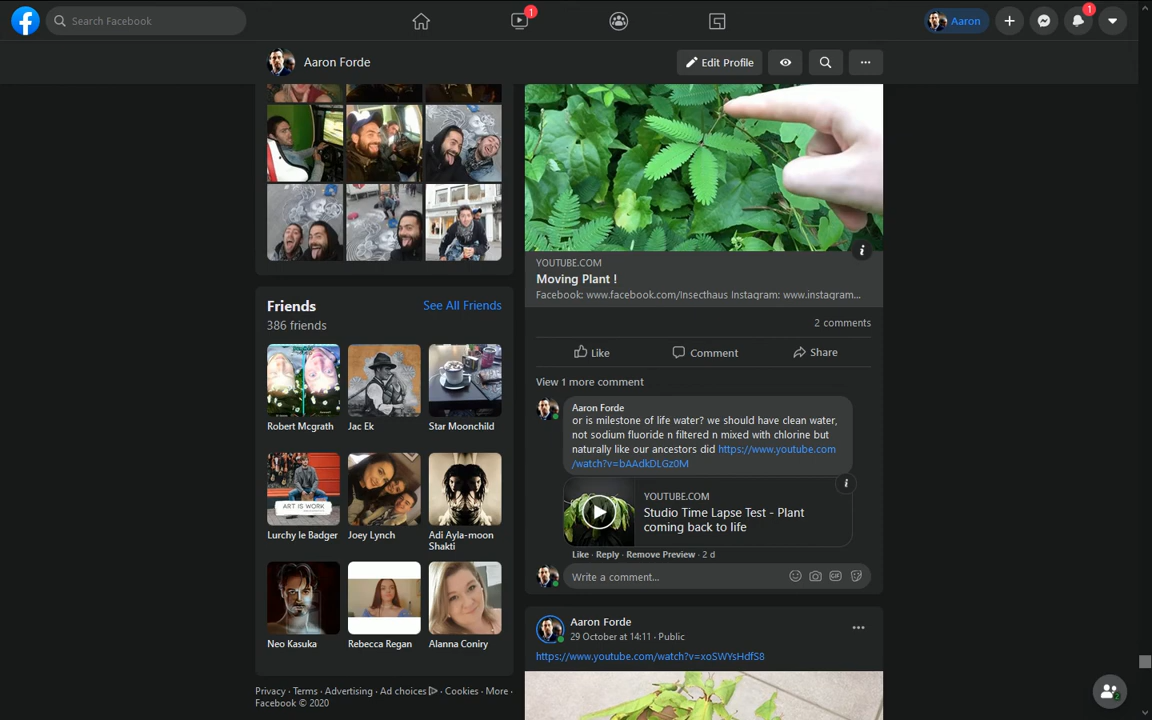 Search Facebook
1
Aaron
1
Aaron Forde
Edit Profile
YOUTUBE.COM
Moving Plant !
Facebook: www.facebook.com/Insecthaus Instagram: www.instagram...
2 comments
Like
Comment
Share
View 1 more comment
Aaron Forde
or is milestone of life water? we should have clean water,
not sodium fluoride n filtered n mixed with chlorine but
naturally like our ancestors did https://www.youtube.com
/watch?v=bAAdkDLGz0M
YOUTUBE.COM
Studio Time Lapse Test - Plant
coming back to life
Like · Reply · Remove Preview · 2 d
Write a comment...
GIF
Aaron Forde
29 October at 14:11 · Public
https://www.youtube.com/watch?v=xoSWYsHdfS8
Friends
See All Friends
386 friends
Robert Mcgrath
Jac Ek
Star Moonchild
ART IS WORK
Lurchy le Badger
Joey Lynch
Adi Ayla-moon
Shakti
Neo Kasuka
Rebecca Regan
Alanna Coniry
Privacy · Terms · Advertising · Ad choices · Cookies · More ·
Facebook © 2020